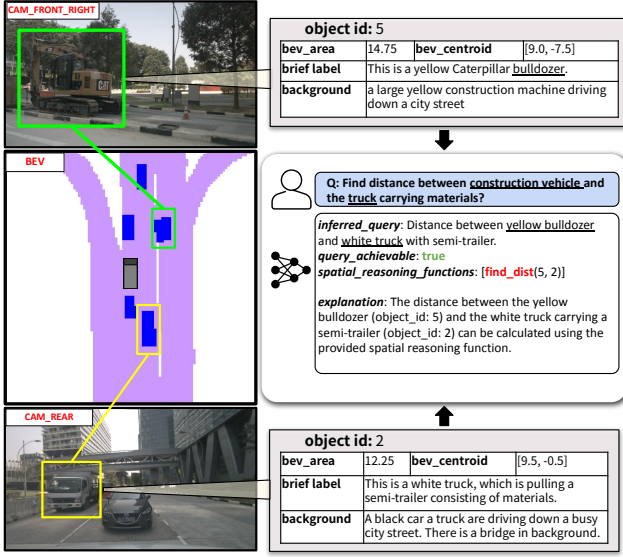 CAM_FRONT_RIGHT
CAT
object id: 5
bev_area 14.75 bev_centroid [9.0, -7.5]
brief label This is a yellow Caterpillar bulldozer.
background a large yellow construction machine driving
down a city street
BEV
Q: Find distance between construction vehicle and
the truck carrying materials?
inferred_query: Distance between yellow bulldozer
and white truck with semi-trailer.
query_achievable: true
spatial_reasoning_functions: [find_dist(5, 2)]
explanation: The distance between the yellow
bulldozer (object_id: 5) and the white truck carrying a
semi-trailer (object_id: 2) can be calculated using the
provided spatial reasoning function.
CAM_REAR
object id: 2
bev_area 12.25 bev_centroid [9.5, -0.5]
brief label This is a white truck, which is pulling a
semi-trailer consisting of materials.
background A black car a truck are driving down a busy
city street. There is a bridge in background.